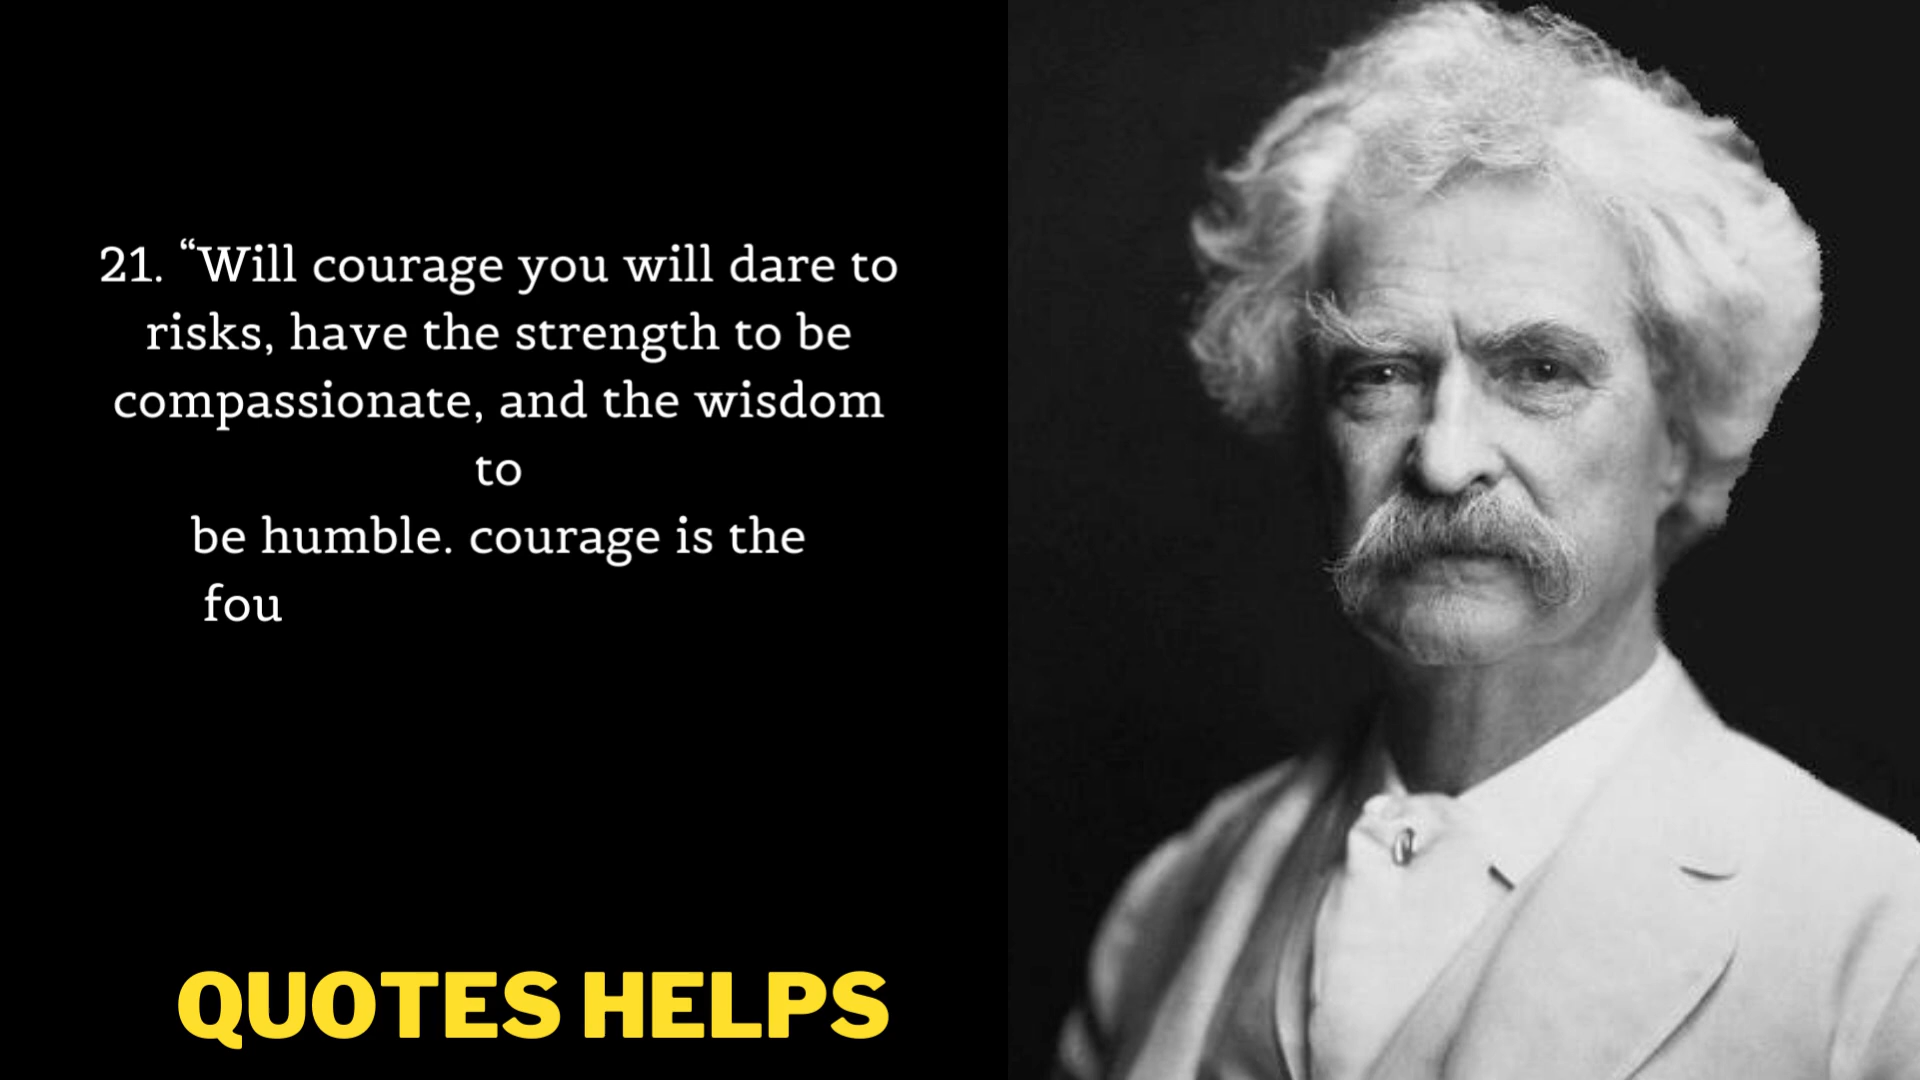 21. “Will courage you will dare to
risks, have the strength to be
compassionate, and the wisdom
to
be humble. courage is the
fou
QUOTES HELPS